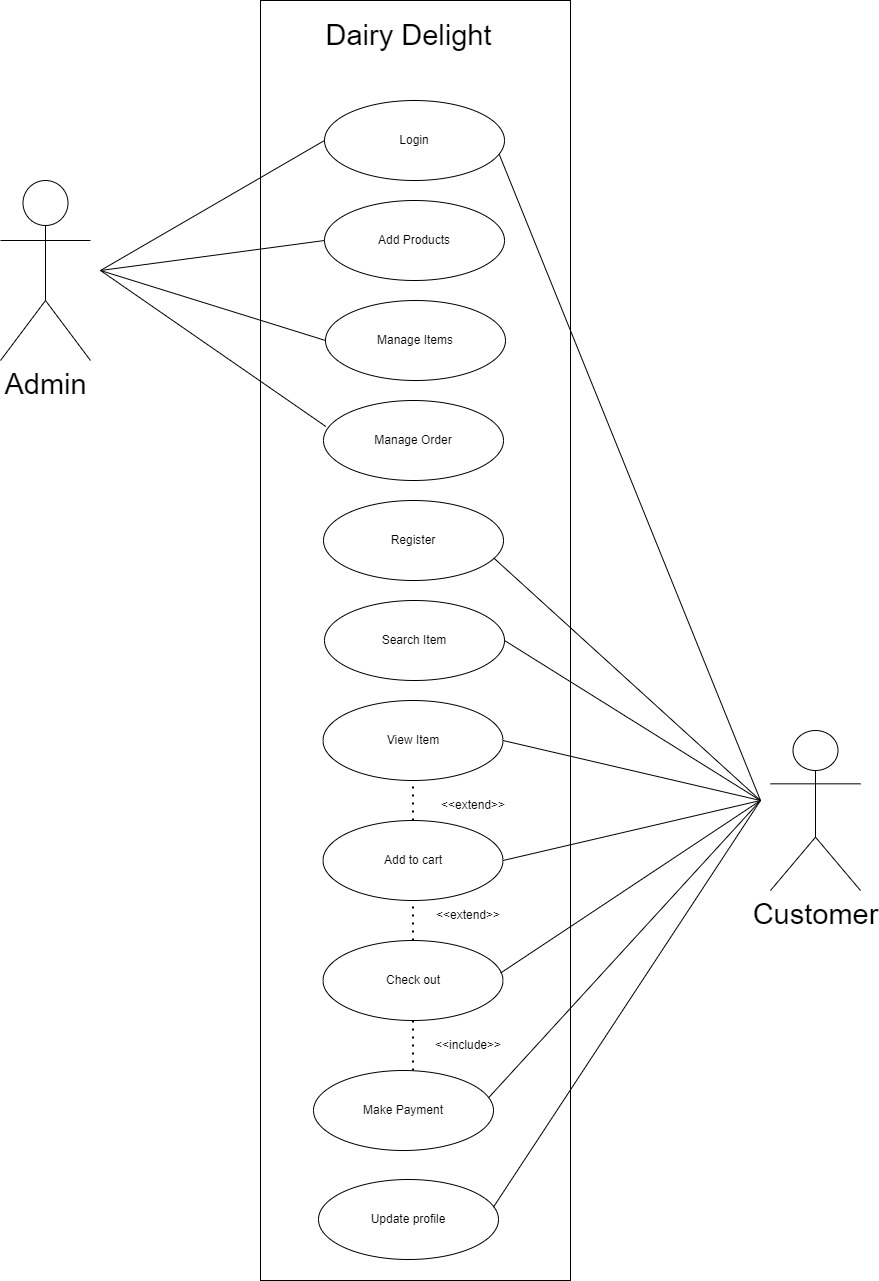 Dairy Delight
Login
Add Products
Manage Items
Admin
Manage Order
Register
Search Item
View Item
<<extend>>
Add to cart
<<extend>>
Customer
Check out
<<include>>
Make Payment
Update profile